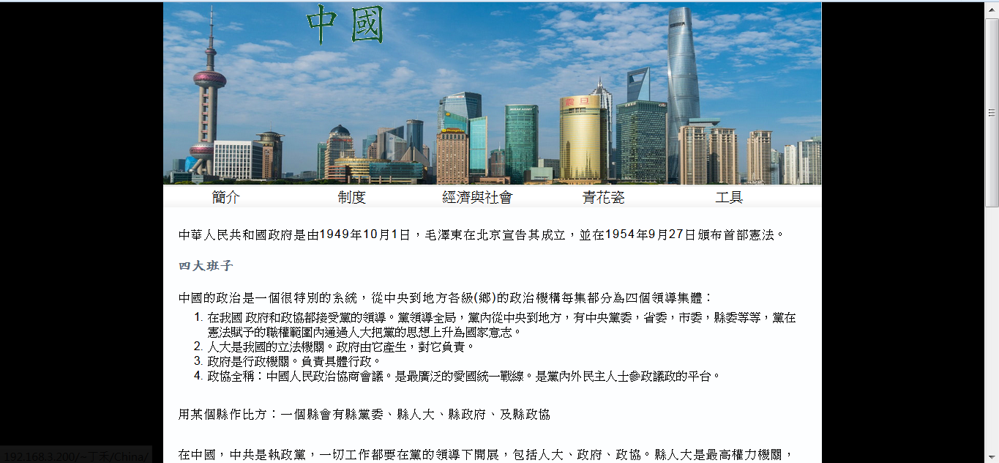 中國
震旦
citi
簡介 制度 經濟與社會 青花瓷 工具
中華人民共和國政府是由1949年10月1日，毛澤東在北京宣告其成立，並在1954年9月27日頒布首部憲法。
四大班子
中國的政治是一個很特別的系統，從中央到地方各級(鄉)的政治機構每集都分為四個領導集體：
1. 在我國 政府和政協都接受黨的領導。黨領導全局，黨內從中央到地方，有中央黨委，省委，市委，縣委等等，黨在
憲法賦予的職權範圍內通過人大把黨的思想上升為國家意志。
2. 人大是我國的立法機關。政府由它產生，對它負責。
3. 政府是行政機關。負責具體行政。
4. 政協全稱：中國人民政治協商會議。是最廣泛的愛國統一戰線。是黨內外民主人士參政議政的平台。
用某個縣作比方：一個縣會有縣黨委、縣人大、縣政府、及縣政協
在中國，中共是執政黨，一切工作都要在黨的領導下開展，包括人大、政府、政協。縣人大是最高權力機關，
192.168.3.200/~丁禾/China/